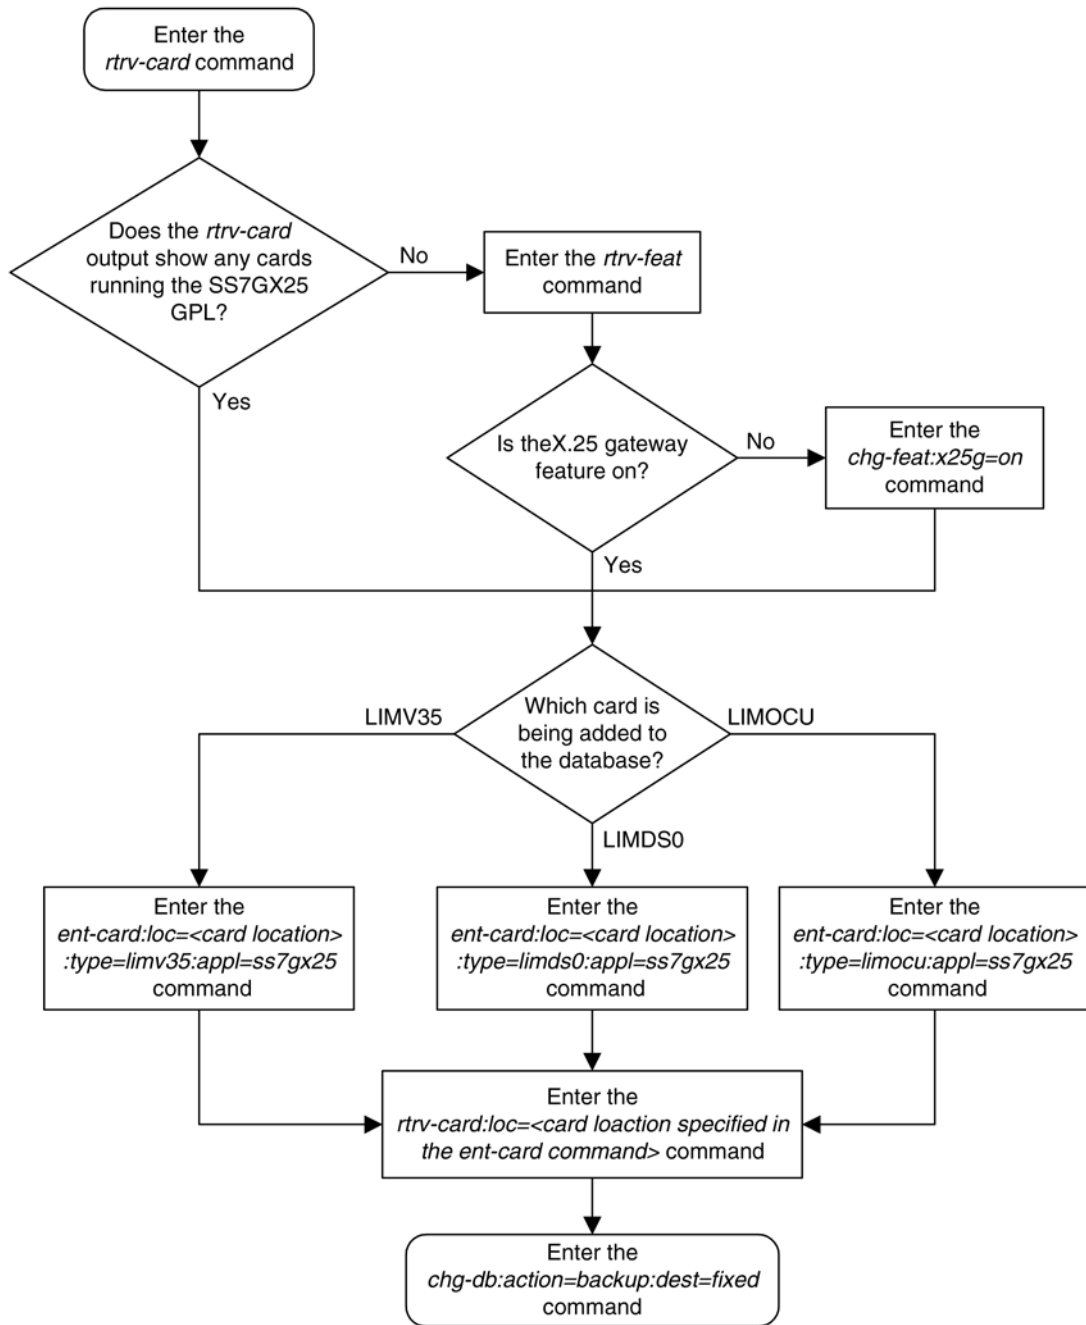 Enter the
rtrv-card command
Does the rtrv-card
output show any cards
running the SS7GX25
GPL?
No
Yes
Enter the rtrv-feat
command
Is theX.25 gateway
feature on?
No
Yes
Enter the
chg-feat:x25g=on
command
Which card is
being added to
the database?
LIMV35
LIMDS0
LIMOCU
Enter the
ent-card:loc=<card location>
:type=limv35:appl=ss7gx25
command
Enter the
ent-card:loc=<card location>
:type=limds0:appl=ss7gx25
command
Enter the
ent-card:loc=<card location>
:type=limocu:appl=ss7gx25
command
Enter the
rtrv-card:loc=<card loaction specified in
the ent-card command> command
Enter the
chg-db:action=backup:dest=fixed
command